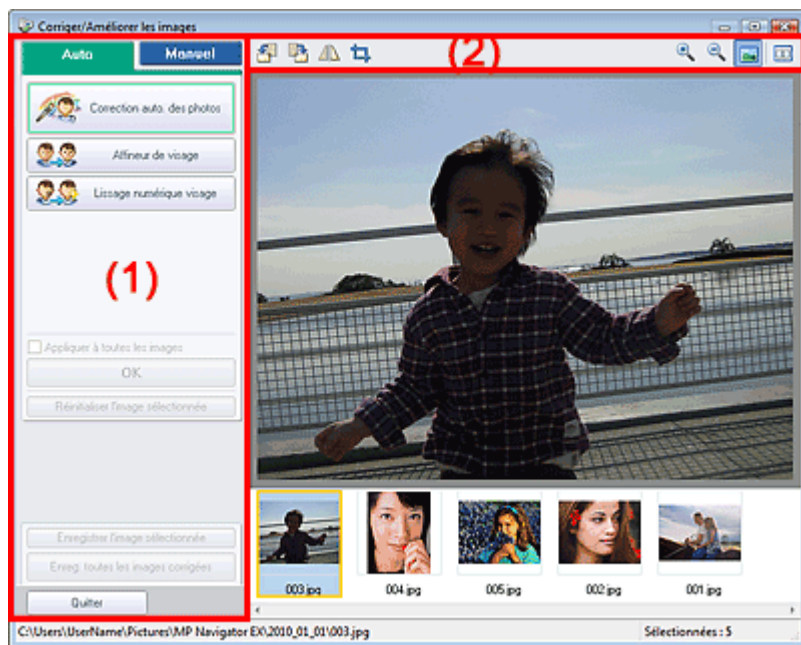 Corriger/Améliorer les images
Auto
Manuel
(2)
Correction auto. des photos
Affineur de visage
Lissage numérique visage
(1)
Appliquer à toutes les images
OK
Réinitialiser l'image sélectionnée
Enregistrer l'image sélectionnée
Enreg. toutes les images corrigées
Quitter
003.jpg
004.jpg
005.jpg
002.jpg
001.jpg
C:\Users\UserName\Pictures\MP Navigator EX\2010_01_01\003.jpg
Sélectionnées : 5